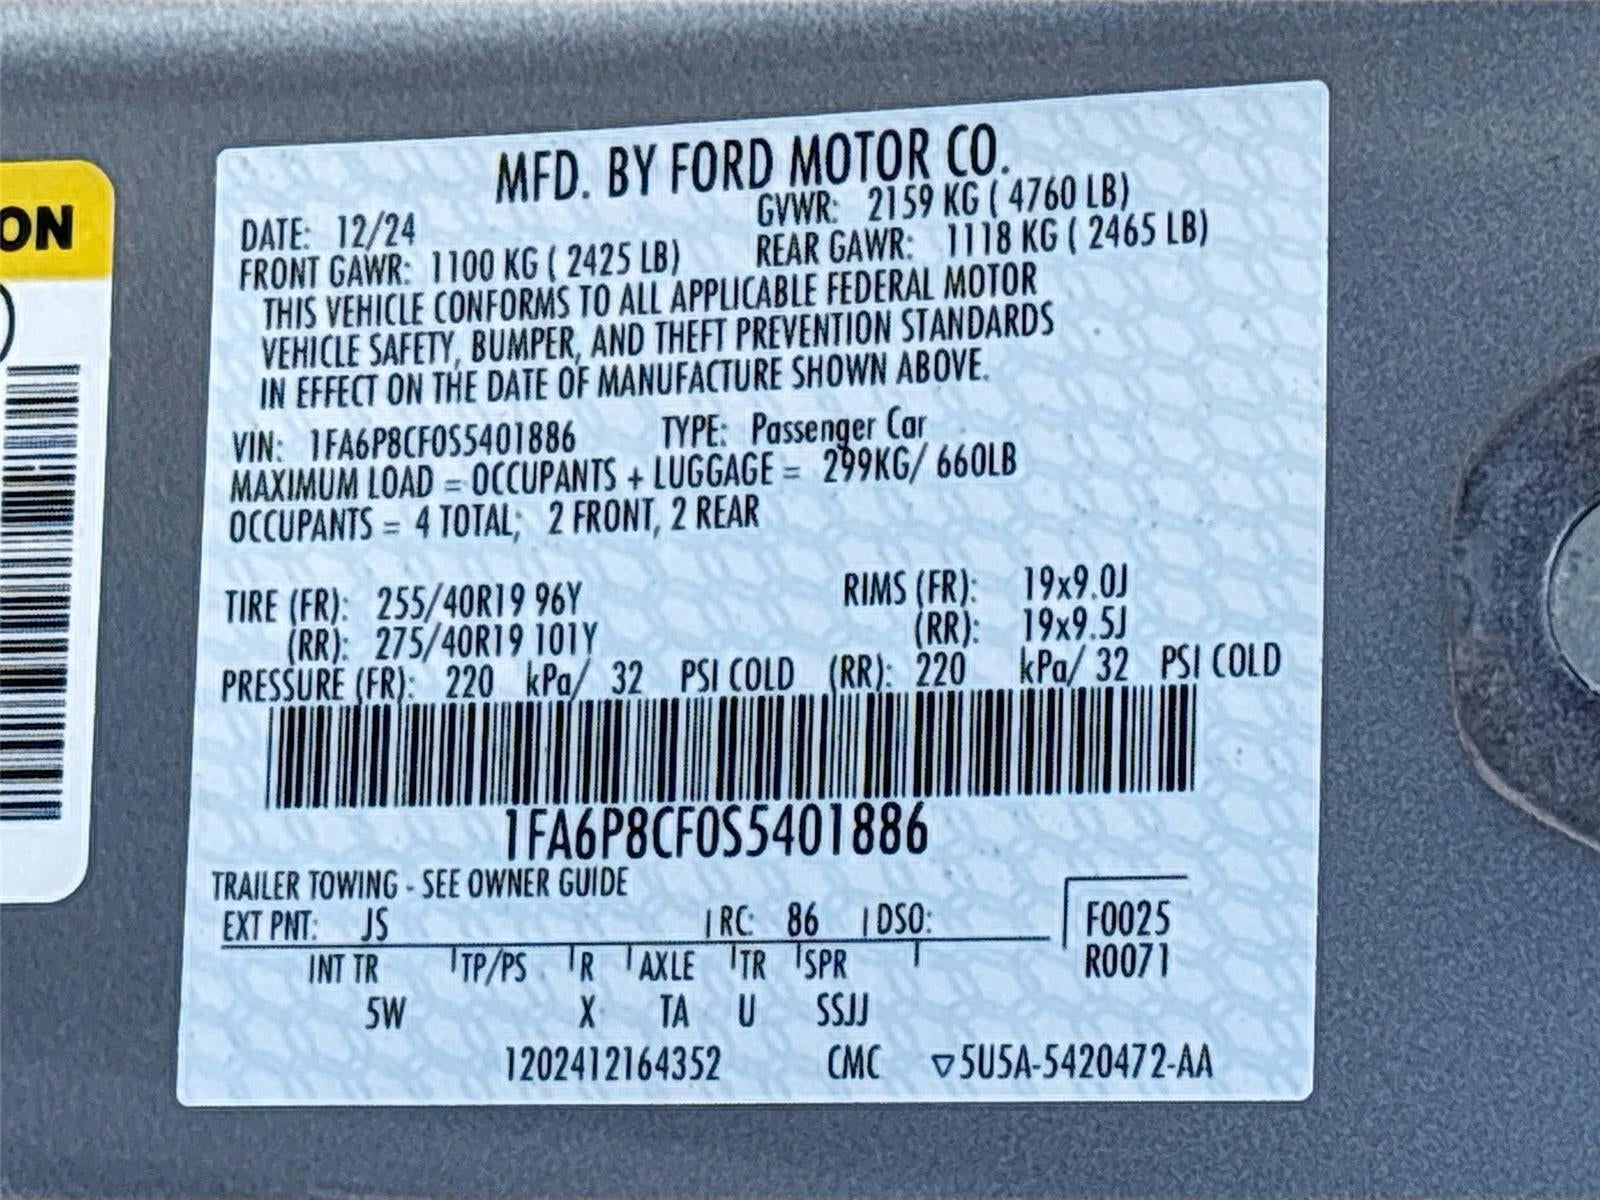 ON
MFD. BY FORD MOTOR CO.
DATE: 12/24 GVWR: 2159 KG ( 4760 LB)
FRONT GAWR: 1100 KG ( 2425 LB) REAR GAWR: 1118 KG ( 2465 LB)
THIS VEHICLE CONFORMS TO ALL APPLICABLE FEDERAL MOTOR
VEHICLE SAFETY, BUMPER, AND THEFT PREVENTION STANDARDS
IN EFFECT ON THE DATE OF MANUFACTURE SHOWN ABOVE.
VIN: 1FA6P8CF0S5401886 TYPE: Passenger Car
MAXIMUM LOAD = OCCUPANTS + LUGGAGE = 299KG/ 660LB
OCCUPANTS = 4 TOTAL; 2 FRONT, 2 REAR
TIRE (FR): 255/40R19 96Y RIMS (FR): 19x9.0J
(RR): 275/40R19 101Y (RR): 19x9.5J
PRESSURE (FR): 220 kPa/ 32 PSI COLD (RR): 220 kPa/ 32 PSI COLD
1FA6P8CF0S5401886
TRAILER TOWING - SEE OWNER GUIDE
EXT PNT: JS RC: 86 DSO: F0025
INT TR TP/PS R AXLE TR SPR R0071
5W X TA U SSJJ
1202412164352 CMC ▽5U5A-5420472-AA